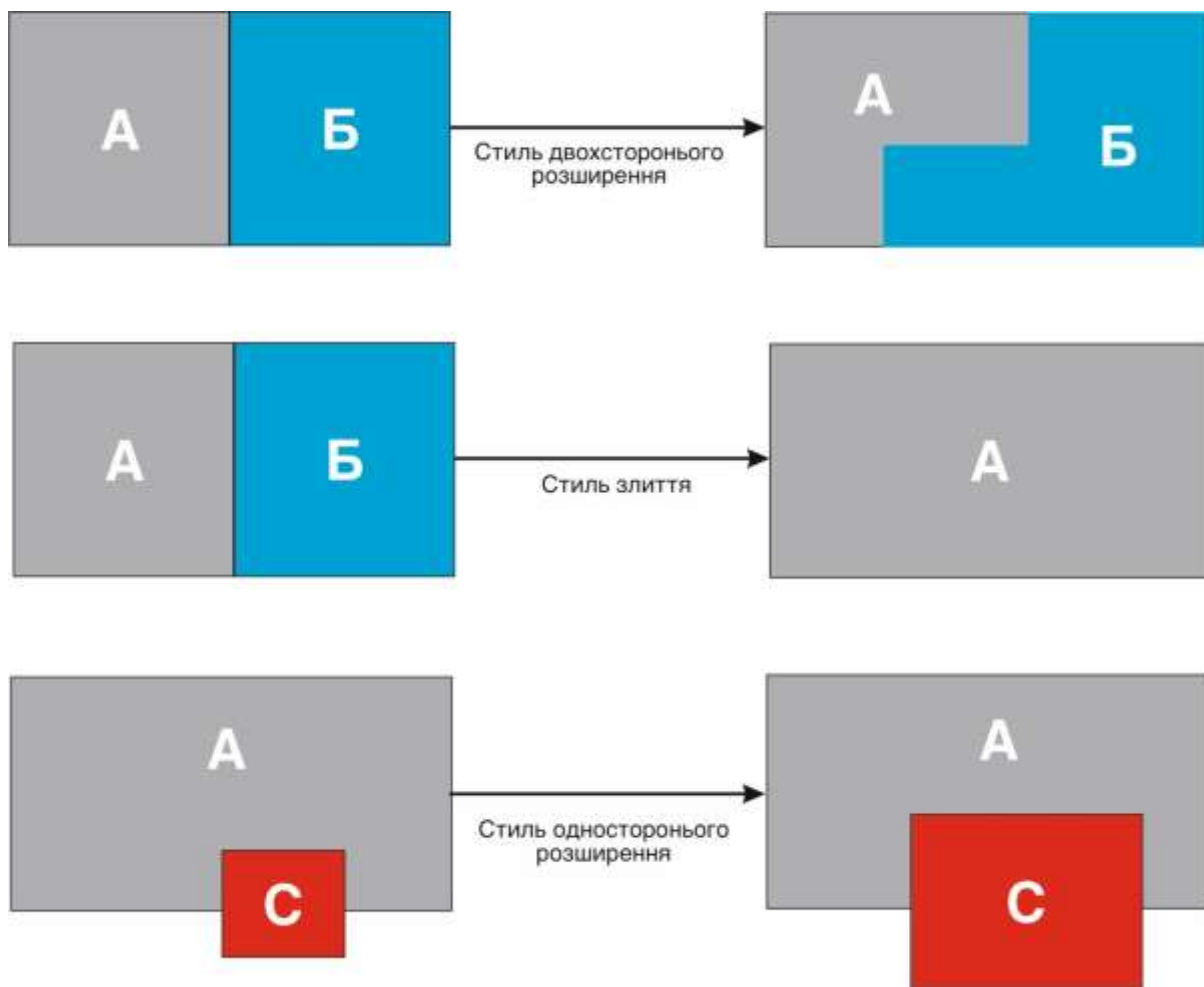 А Б
Стиль двохстороннього
розширення
А Б
А Б
Стиль злиття
А
А С
Стиль одностороннього
розширення
А С